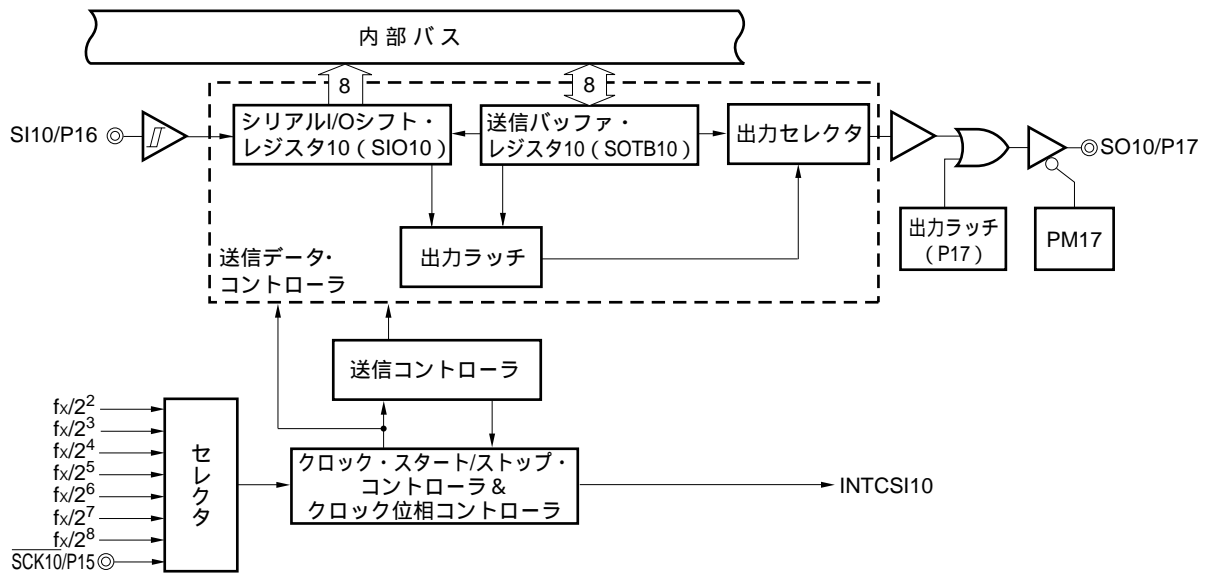 内部バス
8
8
SI10/P16
シリアルI/Oシフト・
レジスタ10（SIO10）
送信バッファ・
レジスタ10（SOTB10）
出力セレクタ
SO10/P17
出力ラッチ
（P17）
PM17
出力ラッチ
送信データ・
コントローラ
送信コントローラ
fx/2²
fx/2³
fx/2⁴
fx/2⁵
fx/2⁶
fx/2⁷
fx/2⁸
SCK10/P15
セレクタ
クロック・スタート/ストップ・
コントローラ＆
クロック位相コントローラ
INTCSI10